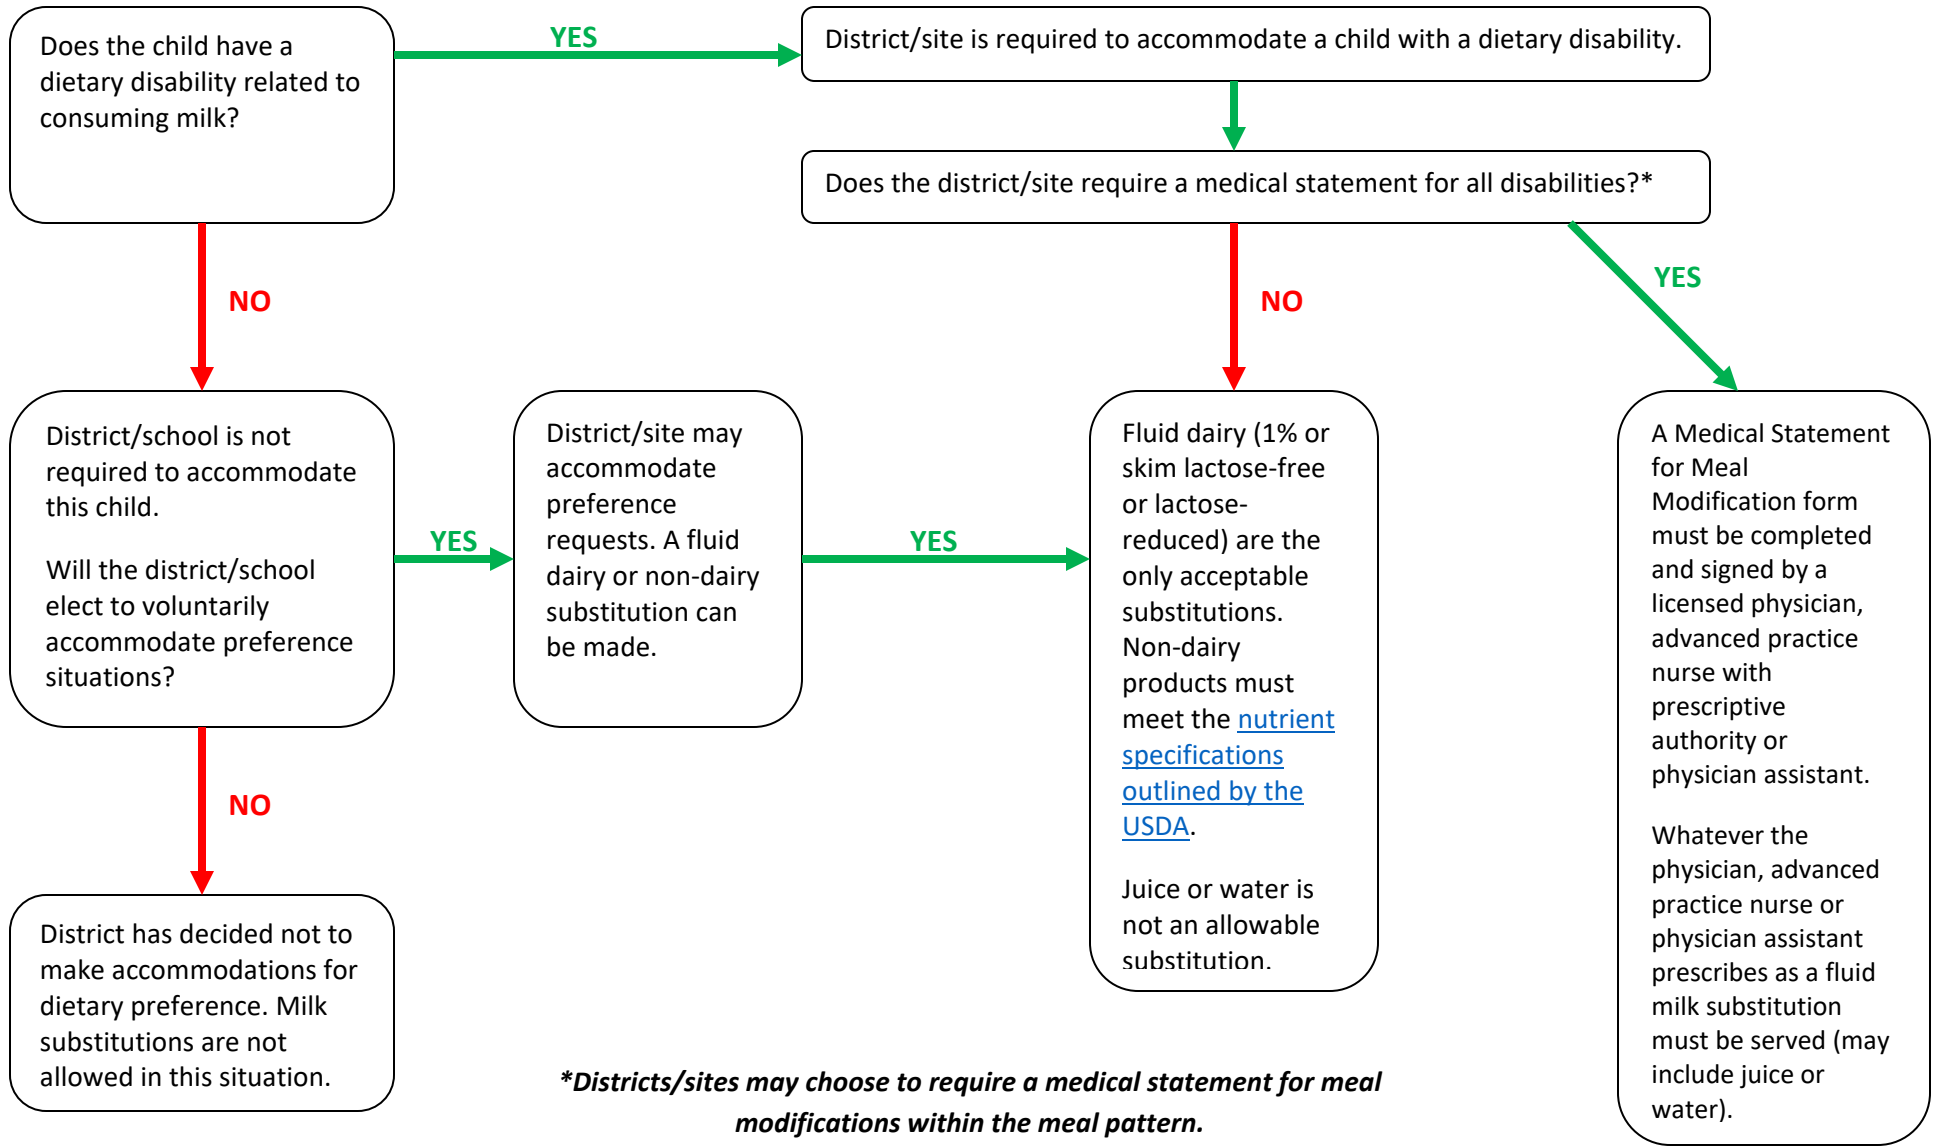 Does the child have a
dietary disability related to
consuming milk?
YES
District/site is required to accommodate a child with a dietary disability.
Does the district/site require a medical statement for all disabilities?*
NO
NO
YES
District/school is not
required to accommodate
this child.
Will the district/school
elect to voluntarily
accommodate preference
situations?
YES
District/site may
accommodate
preference
requests. A fluid
dairy or non-dairy
substitution can
be made.
YES
Fluid dairy (1% or
skim lactose-free
or lactose-
reduced) are the
only acceptable
substitutions.
Non-dairy
products must
meet the nutrient
specifications
outlined by the
USDA.
Juice or water is
not an allowable
substitution.
A Medical Statement
for Meal
Modification form
must be completed
and signed by a
licensed physician,
advanced practice
nurse with
prescriptive
authority or
physician assistant.
Whatever the
physician, advanced
practice nurse or
physician assistant
prescribes as a fluid
milk substitution
must be served (may
include juice or
water).
NO
District has decided not to
make accommodations for
dietary preference. Milk
substitutions are not
allowed in this situation.
*Districts/sites may choose to require a medical statement for meal
modifications within the meal pattern.